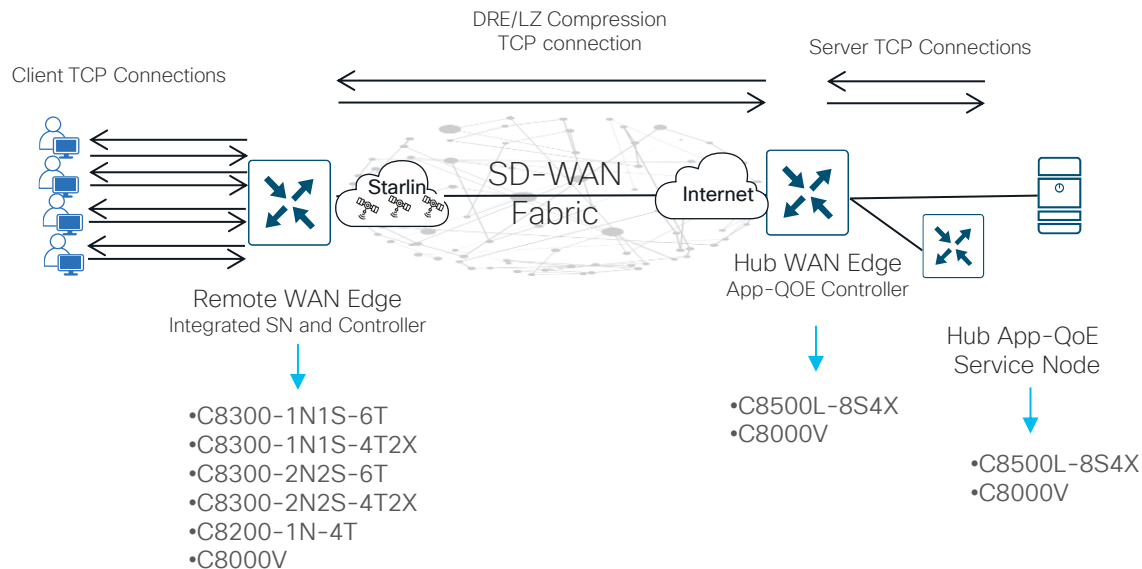 DRE/LZ Compression
TCP connection
Server TCP Connections
Client TCP Connections
Starlin
SD-WAN
Fabric
Internet
Hub WAN Edge
App-QOE Controller
Remote WAN Edge
Integrated SN and Controller
Hub App-QoE
Service Node
•C8300-1N1S-6T
•C8300-1N1S-4T2X
•C8300-2N2S-6T
•C8300-2N2S-4T2X
•C8200-1N-4T
•C8000V
•C8500L-8S4X
•C8000V
•C8500L-8S4X
•C8000V